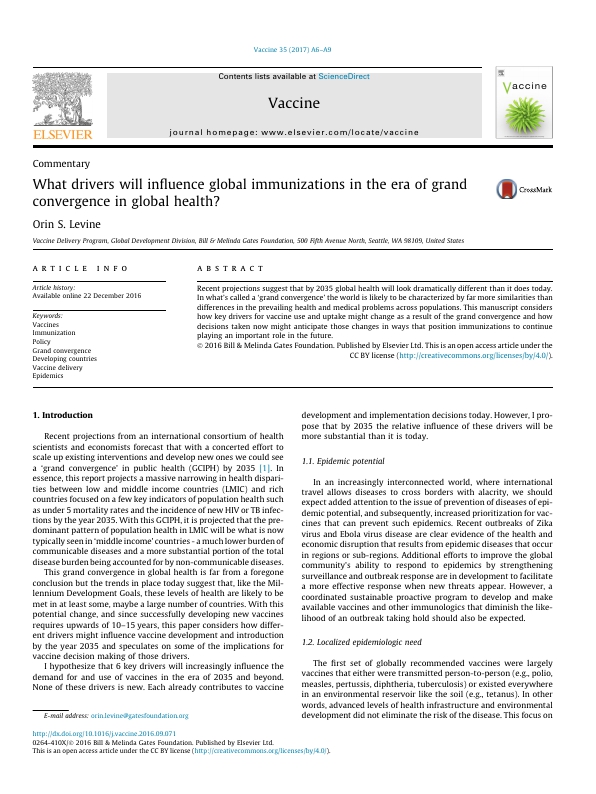 Vaccine 35 (2017) A6–A9
Contents lists available at ScienceDirect
Vaccine
journal homepage: www.elsevier.com/locate/vaccine
ELSEVIER
Vaccine
Commentary
What drivers will influence global immunizations in the era of grand
convergence in global health?
CrossMark
Orin S. Levine
Vaccine Delivery Program, Global Development Division, Bill & Melinda Gates Foundation, 500 Fifth Avenue North, Seattle, WA 98109, United States
ARTICLE INFO
Article history:
Available online 22 December 2016
Keywords:
Vaccines
Immunization
Policy
Grand convergence
Developing countries
Vaccine delivery
Epidemics
ABSTRACT
Recent projections suggest that by 2035 global health will look dramatically different than it does today.
In what's called a 'grand convergence' the world is likely to be characterized by far more similarities than
differences in the prevailing health and medical problems across populations. This manuscript considers
how key drivers for vaccine use and uptake might change as a result of the grand convergence and how
decisions taken now might anticipate those changes in ways that position immunizations to continue
playing an important role in the future.
© 2016 Bill & Melinda Gates Foundation. Published by Elsevier Ltd. This is an open access article under the
CC BY license (http://creativecommons.org/licenses/by/4.0/).
1. Introduction
Recent projections from an international consortium of health
scientists and economists forecast that with a concerted effort to
scale up existing interventions and develop new ones we could see
a 'grand convergence' in public health (GCIPH) by 2035 [1]. In
essence, this report projects a massive narrowing in health dispari-
ties between low and middle income countries (LMIC) and rich
countries focused on a few key indicators of population health such
as under 5 mortality rates and the incidence of new HIV or TB infec-
tions by the year 2035. With this GCIPH, it is projected that the pre-
dominant pattern of population health in LMIC will be what is now
typically seen in 'middle income' countries - a much lower burden of
communicable diseases and a more substantial portion of the total
disease burden being accounted for by non-communicable diseases.
This grand convergence in global health is far from a foregone
conclusion but the trends in place today suggest that, like the Mil-
lennium Development Goals, these levels of health are likely to be
met in at least some, maybe a large number of countries. With this
potential change, and since successfully developing new vaccines
requires upwards of 10–15 years, this paper considers how differ-
ent drivers might influence vaccine development and introduction
by the year 2035 and speculates on some of the implications for
vaccine decision making of those drivers.
I hypothesize that 6 key drivers will increasingly influence the
demand for and use of vaccines in the era of 2035 and beyond.
None of these drivers is new. Each already contributes to vaccine
development and implementation decisions today. However, I pro-
pose that by 2035 the relative influence of these drivers will be
more substantial than it is today.
1.1. Epidemic potential
In an increasingly interconnected world, where international
travel allows diseases to cross borders with alacrity, we should
expect added attention to the issue of prevention of diseases of epi-
demic potential, and subsequently, increased prioritization for vac-
cines that can prevent such epidemics. Recent outbreaks of Zika
virus and Ebola virus disease are clear evidence of the health and
economic disruption that results from epidemic diseases that occur
in regions or sub-regions. Additional efforts to improve the global
community's ability to respond to epidemics by strengthening
surveillance and outbreak response are in development to facilitate
a more effective response when new threats appear. However, a
coordinated sustainable proactive program to develop and make
available vaccines and other immunologics that diminish the like-
lihood of an outbreak taking hold should also be expected.
1.2. Localized epidemiologic need
The first set of globally recommended vaccines were largely
vaccines that either were transmitted person-to-person (e.g., polio,
measles, pertussis, diphtheria, tuberculosis) or existed everywhere
in an environmental reservoir like the soil (e.g., tetanus). In other
words, advanced levels of health infrastructure and environmental
development did not eliminate the risk of the disease. This focus on
E-mail address: orin.levine@gatesfoundation.org
http://dx.doi.org/10.1016/j.vaccine.2016.09.071
0264-410X/© 2016 Bill & Melinda Gates Foundation. Published by Elsevier Ltd.
This is an open access article under the CC BY license (http://creativecommons.org/licenses/by/4.0/).